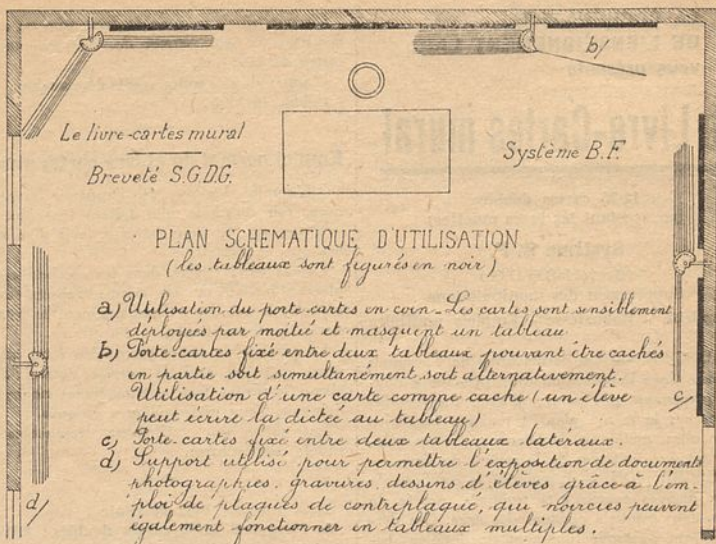 b/
Le livre-cartes mural
Breveté S.G.D.G.
Système B.F.
PLAN SCHEMATIQUE D'UTILISATION
(les tableaux sont figurés en noir)
a) Utilisation du porte-cartes en coin - Les cartes sont sensiblement
déployées par moitié et masquent un tableau
b) Porte-cartes fixé entre deux tableaux pouvant être cachés
en partie soit simultanément soit alternativement.
Utilisation d'une carte comme cache (un élève
peut écrire la dictée au tableau)
c) Porte-cartes fixé entre deux tableaux latéraux.
d) Support utilisé pour permettre l'exposition de documents
photographies, gravures, dessins d'élèves grâce à l'em-
ploi de plaques de contreplaqué, qui noircies peuvent
également fonctionner en tableaux multiples.
c/
d/